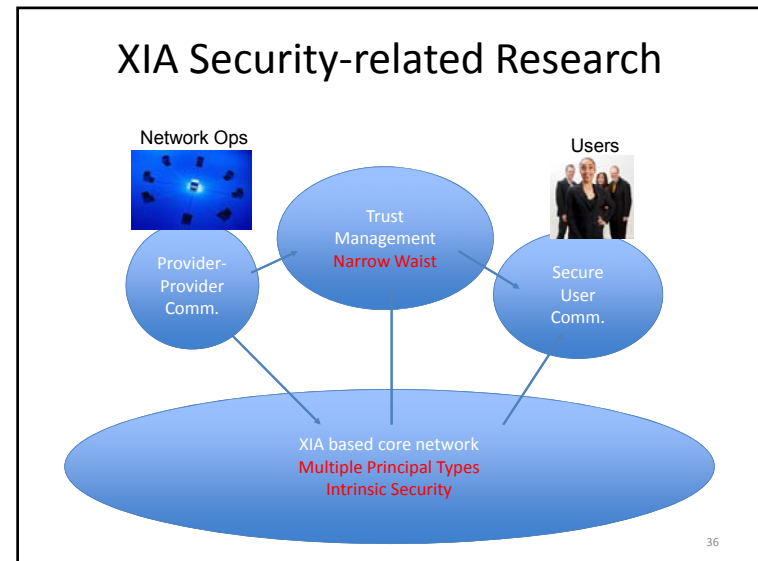 XIA Security-related Research
Network Ops
Users
Trust
Management
Narrow Waist
Provider-
Provider
Comm.
Secure
User
Comm.
XIA based core network
Multiple Principal Types
Intrinsic Security
36